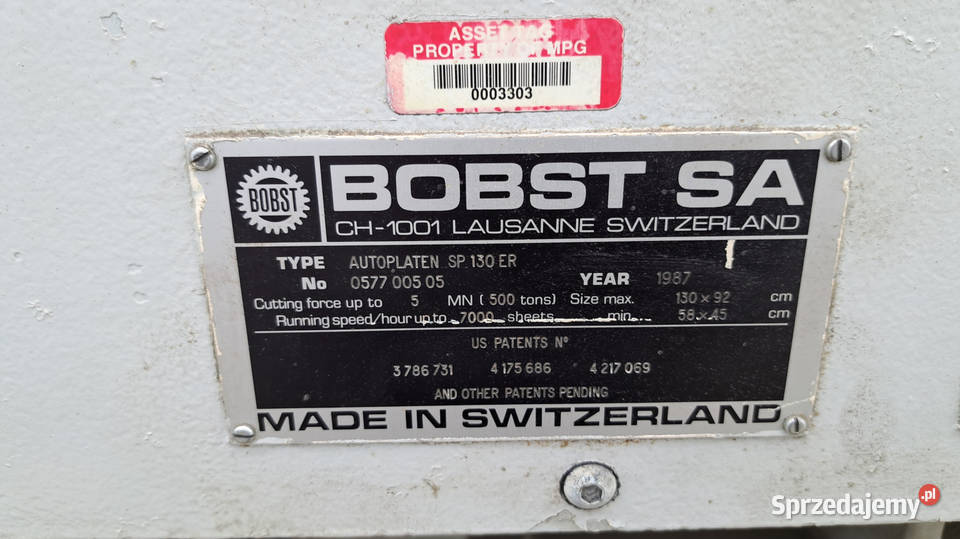 ASSET TAG
PROPERTY OF MPG
0003303
BOBST
BOBST SA
CH-1001 LAUSANNE SWITZERLAND
TYPE AUTOPLATEN SP 130 ER
No 0577 005 05 YEAR 1987
Cutting force up to 5 MN (500 tons) Size max. 130 x 92 cm
Running speed/hour up to 7000 sheets min. 58 x 45 cm
US PATENTS Nº
3 786 731 4 175 686 4 217 069
AND OTHER PATENTS PENDING
MADE IN SWITZERLAND
Sprzedajemy.pl